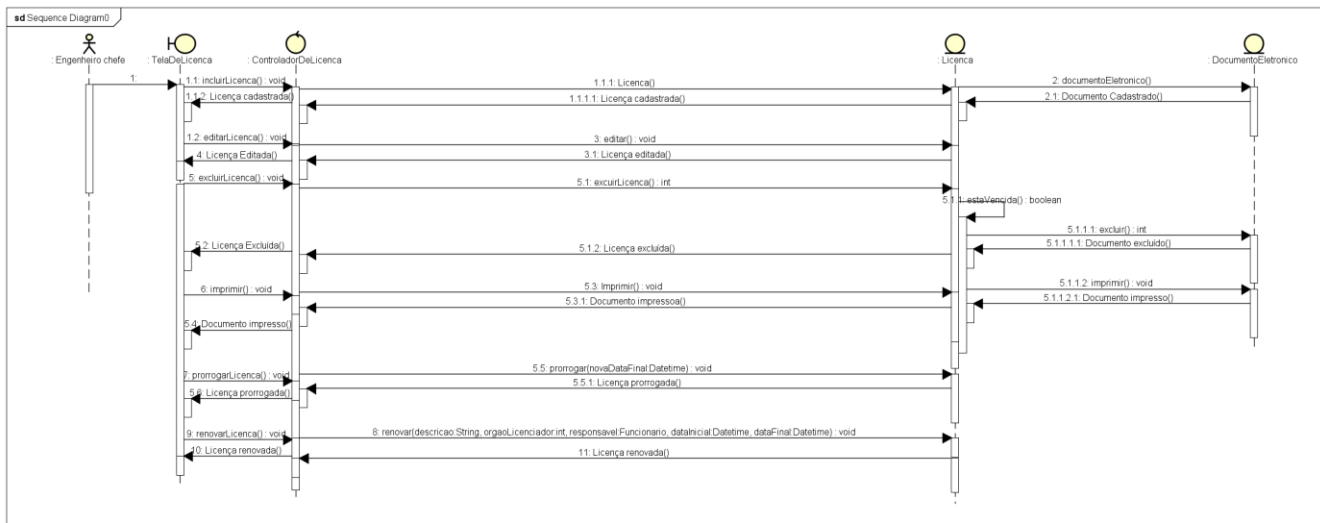 sd Sequence Diagram0
: Engenheiro chefe
: TelaDeLicenca
: ControladorDeLicenca
: Licenca
: DocumentoEletronico
1:
1.1: incluirLicenca() : void
1.1.1: Licenca()
2: documentoEletronico()
1.1.2: Licença cadastrada()
1.1.1.1: Licença cadastrada()
2.1: Documento Cadastrado()
1.2: editarLicenca() : void
3: editar() : void
4: Licença Editada()
3.1: Licença editada()
5: excluirLicenca() : void
5.1: excuirLicenca() : int
5.1.1: estaVencida() : boolean
5.1.1.1: excluir() : int
5.2: Licença Excluída()
5.1.2: Licença excluída()
5.1.1.1.1: Documento excluído()
6: imprimir() : void
5.3: Imprimir() : void
5.1.1.2: imprimir() : void
5.3.1: Documento impressoa()
5.1.1.2.1: Documento impresso()
5.4: Documento impresso()
5.5: prorrogar(novaDataFinal:Datetime) : void
7: prorrogarLicenca() : void
5.5.1: Licença prorrogada()
5.6: Licença prorrogada()
9: renovarLicenca() : void
8: renovar(descricao:String, orgaoLicenciador:int, responsavel:Funcionario, dataInicial:Datetime, dataFinal:Datetime) : void
10: Licença renovada()
11: Licença renovada()